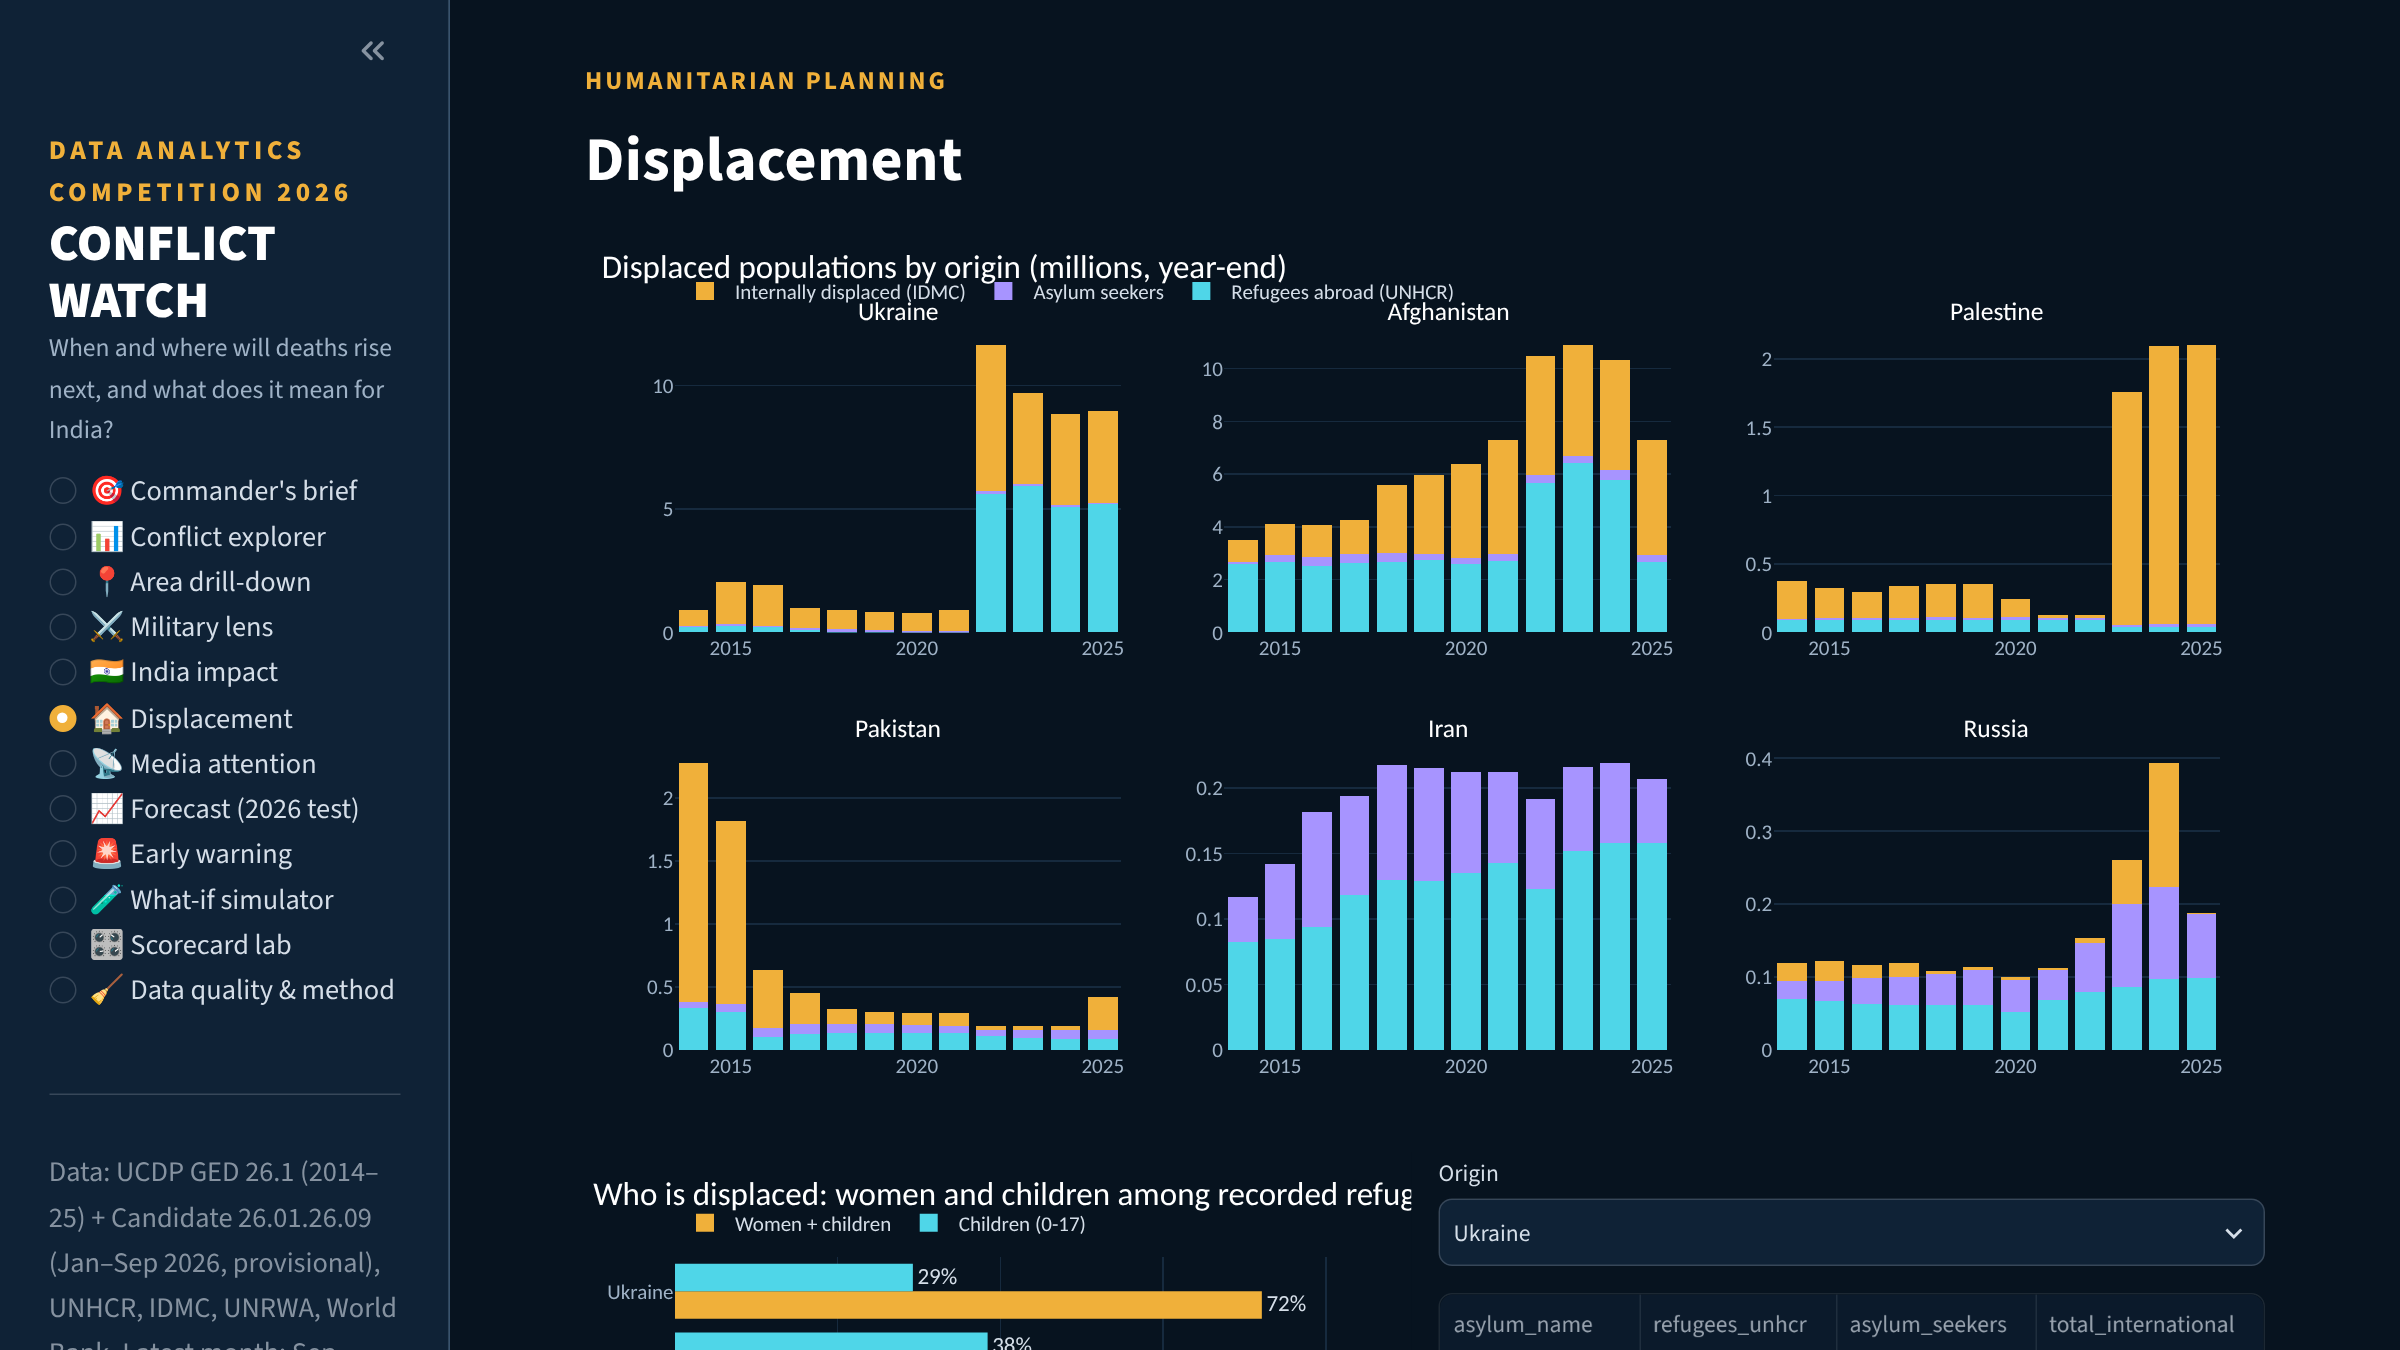 DATA ANALYTICS
COMPETITION 2026
CONFLICT
WATCH
When and where will deaths rise
next, and what does it mean for
India?
Commander's brief
Conflict explorer
Area drill-down
Military lens
India impact
Displacement
Media attention
Forecast (2026 test)
Early warning
What-if simulator
Scorecard lab
Data quality & method
Data: UCDP GED 26.1 (2014–
25) + Candidate 26.01.26.09
(Jan–Sep 2026, provisional),
UNHCR, IDMC, UNRWA, World
Bank. Latest month: Sep
HUMANITARIAN PLANNING
Displacement
Displaced populations by origin (millions, year-end)
Internally displaced (IDMC) Asylum seekers Refugees abroad (UNHCR)
Ukraine Afghanistan Palestine
10
5
0
2015 2020 2025
10
8
6
4
2
0
2015 2020 2025
2
1.5
1
0.5
0
2015 2020 2025
Pakistan Iran Russia
2
1.5
1
0.5
0
2015 2020 2025
0.2
0.15
0.1
0.05
0
2015 2020 2025
0.4
0.3
0.2
0.1
0
2015 2020 2025
Who is displaced: women and children among recorded refug
Women + children Children (0-17)
Ukraine
29%
72%
38%
Origin
Ukraine
asylum_name refugees_unhcr asylum_seekers total_international